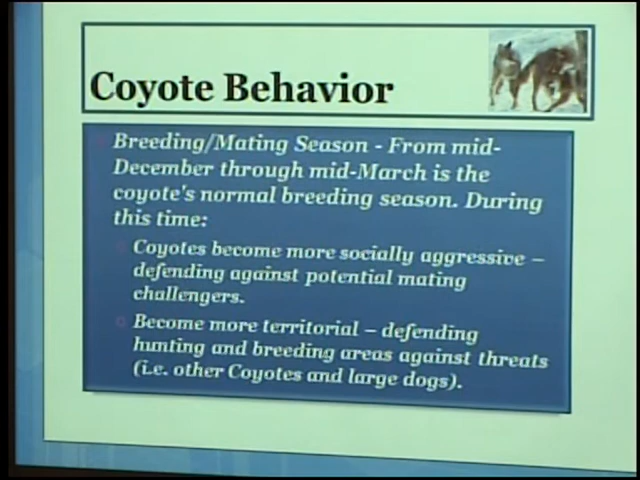 Coyote Behavior
Breeding/Mating Season - From mid-
December through mid-March is the
coyote's normal breeding season. During
this time:
Coyotes become more socially aggressive –
defending against potential mating
challengers.
Become more territorial – defending
hunting and breeding areas against threats
(i.e. other Coyotes and large dogs).